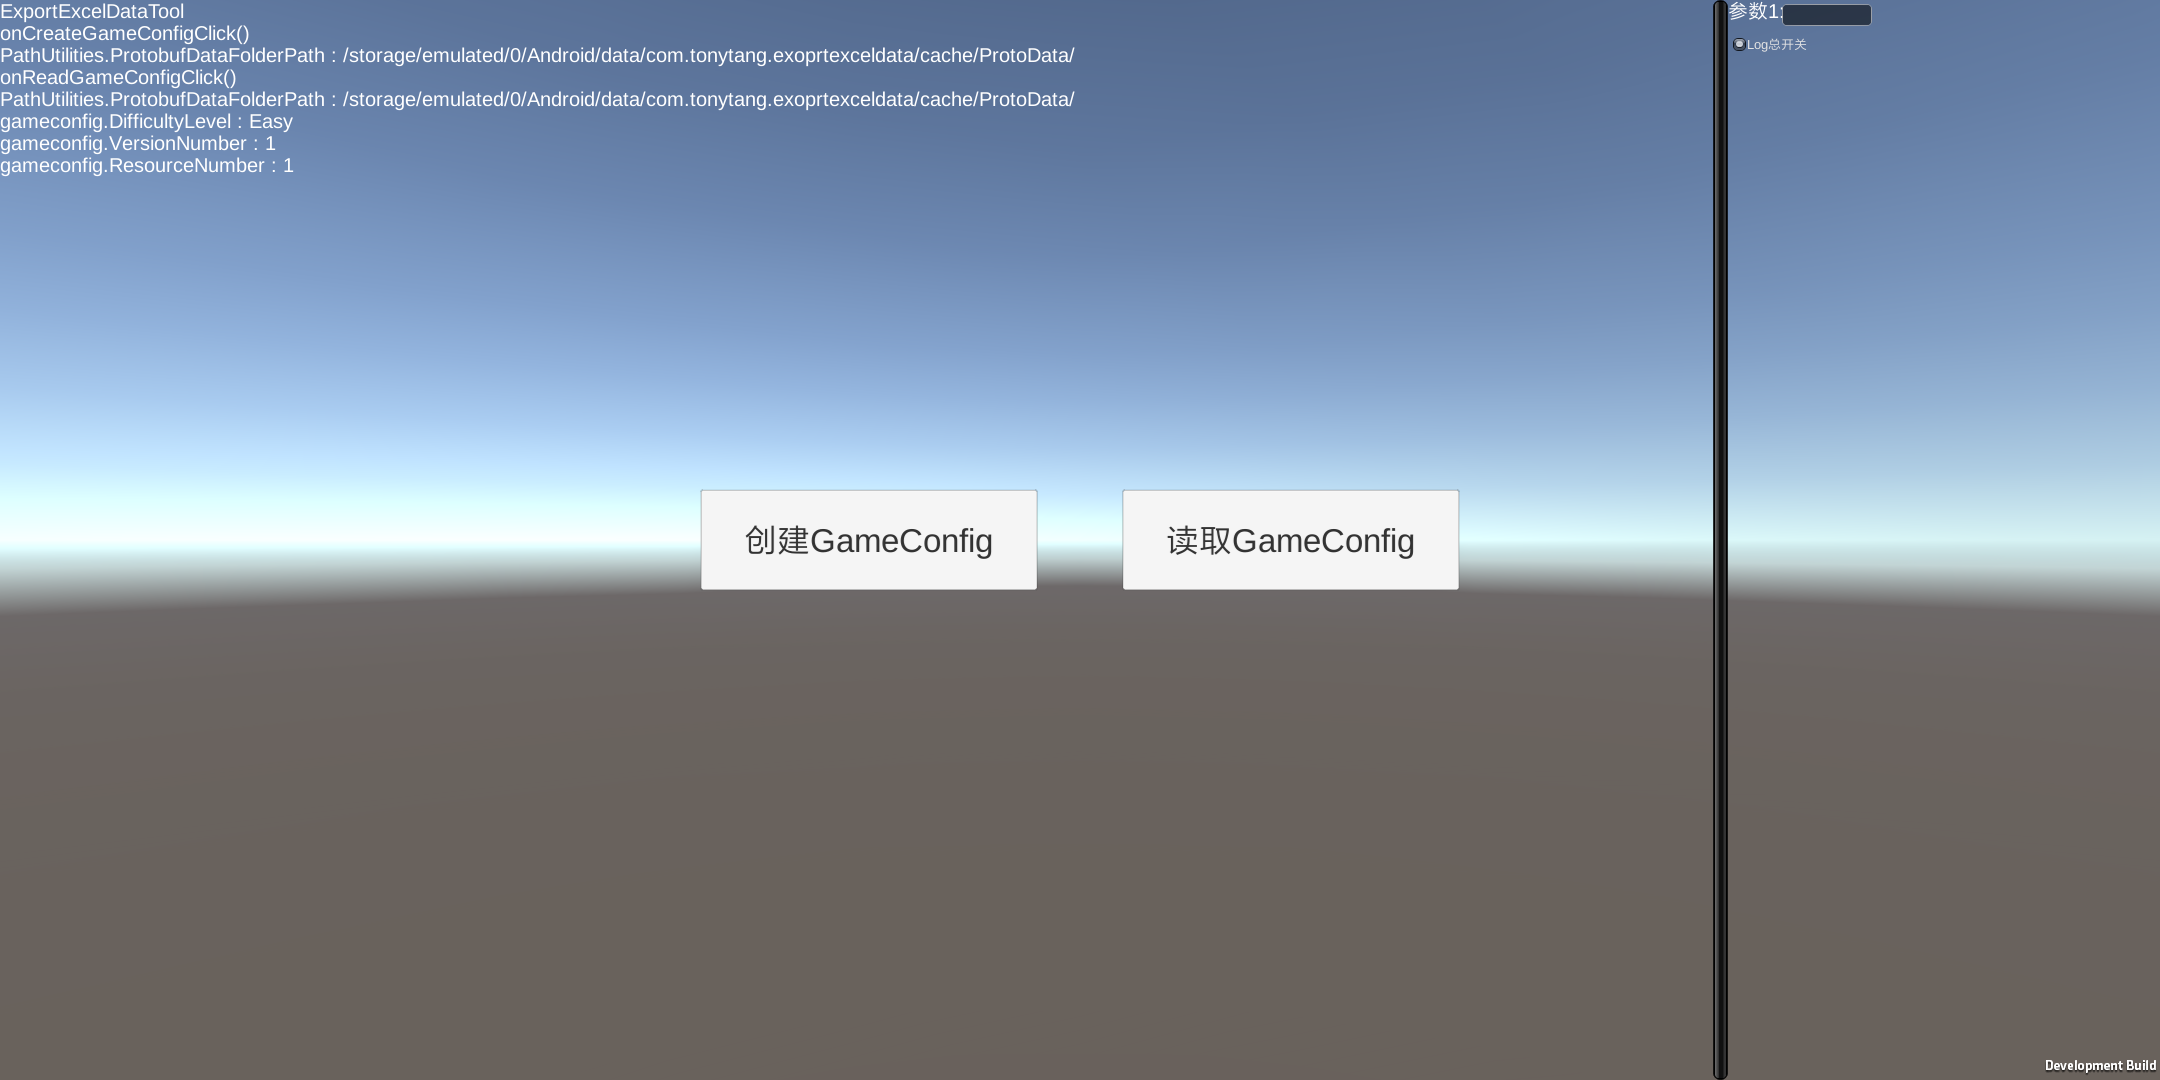 ExportExcelDataTool
onCreateGameConfigClick()
PathUtilities.ProtobufDataFolderPath : /storage/emulated/0/Android/data/com.tonytang.exoprtexceldata/cache/ProtoData/
onReadGameConfigClick()
PathUtilities.ProtobufDataFolderPath : /storage/emulated/0/Android/data/com.tonytang.exoprtexceldata/cache/ProtoData/
gameconfig.DifficultyLevel : Easy
gameconfig.VersionNumber : 1
gameconfig.ResourceNumber : 1
参数1:
Log总开关
创建GameConfig
读取GameConfig
Development Build